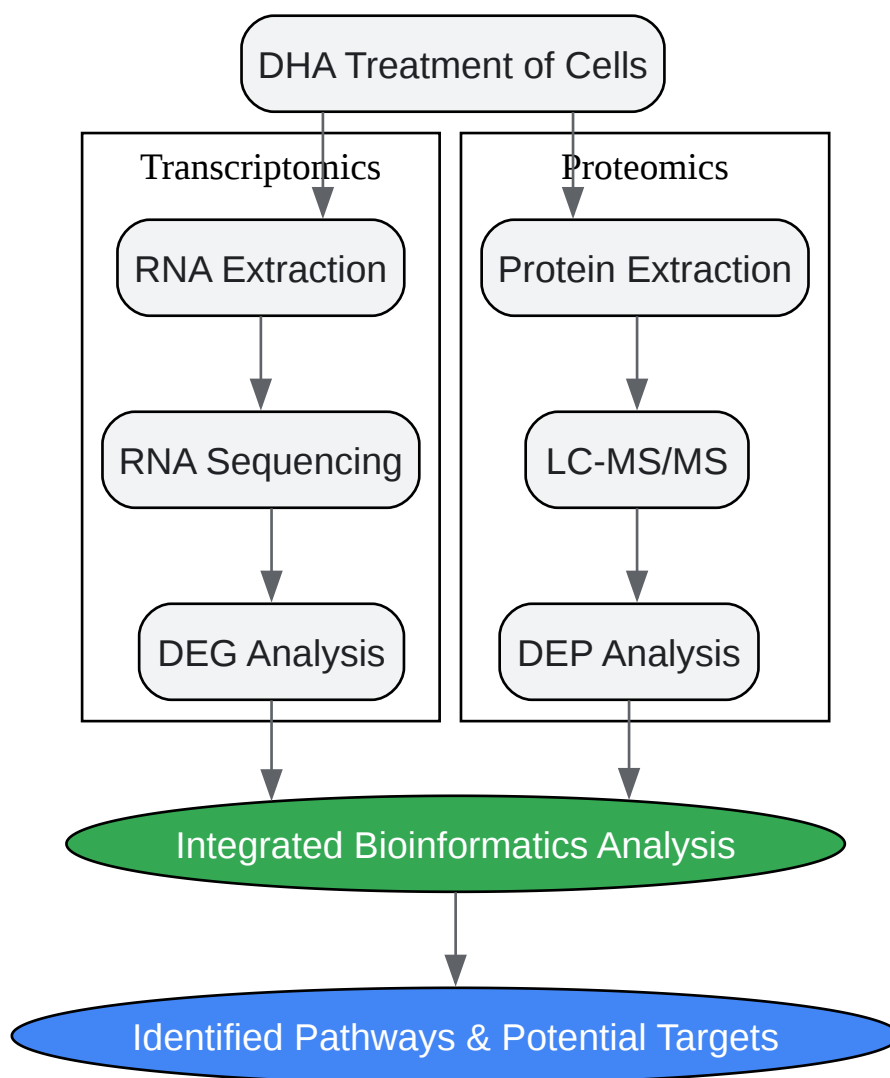 DHA Treatment of Cells
Transcriptomics
Proteomics
RNA Extraction
Protein Extraction
RNA Sequencing
LC-MS/MS
DEG Analysis
DEP Analysis
Integrated Bioinformatics Analysis
Identified Pathways & Potential Targets